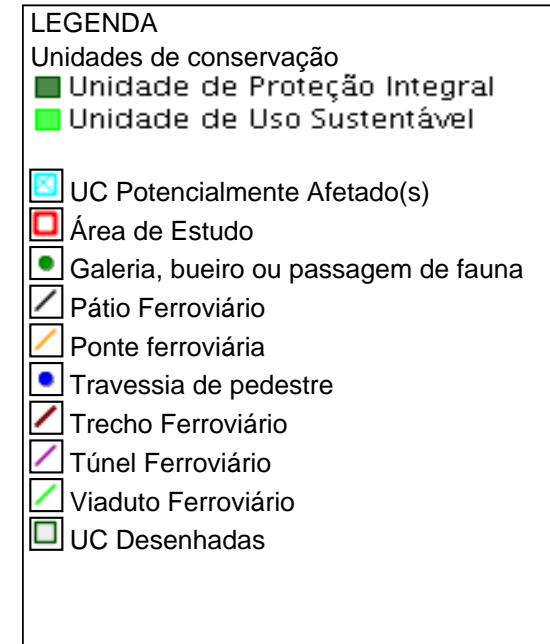 LEGENDA
Unidades de conservação
Unidade de Proteção Integral
Unidade de Uso Sustentável
UC Potencialmente Afetado(s)
Área de Estudo
Galeria, bueiro ou passagem de fauna
Pátio Ferroviário
Ponte ferroviária
Travessia de pedestre
Trecho Ferroviário
Túnel Ferroviário
Viaduto Ferroviário
UC Desenhadas